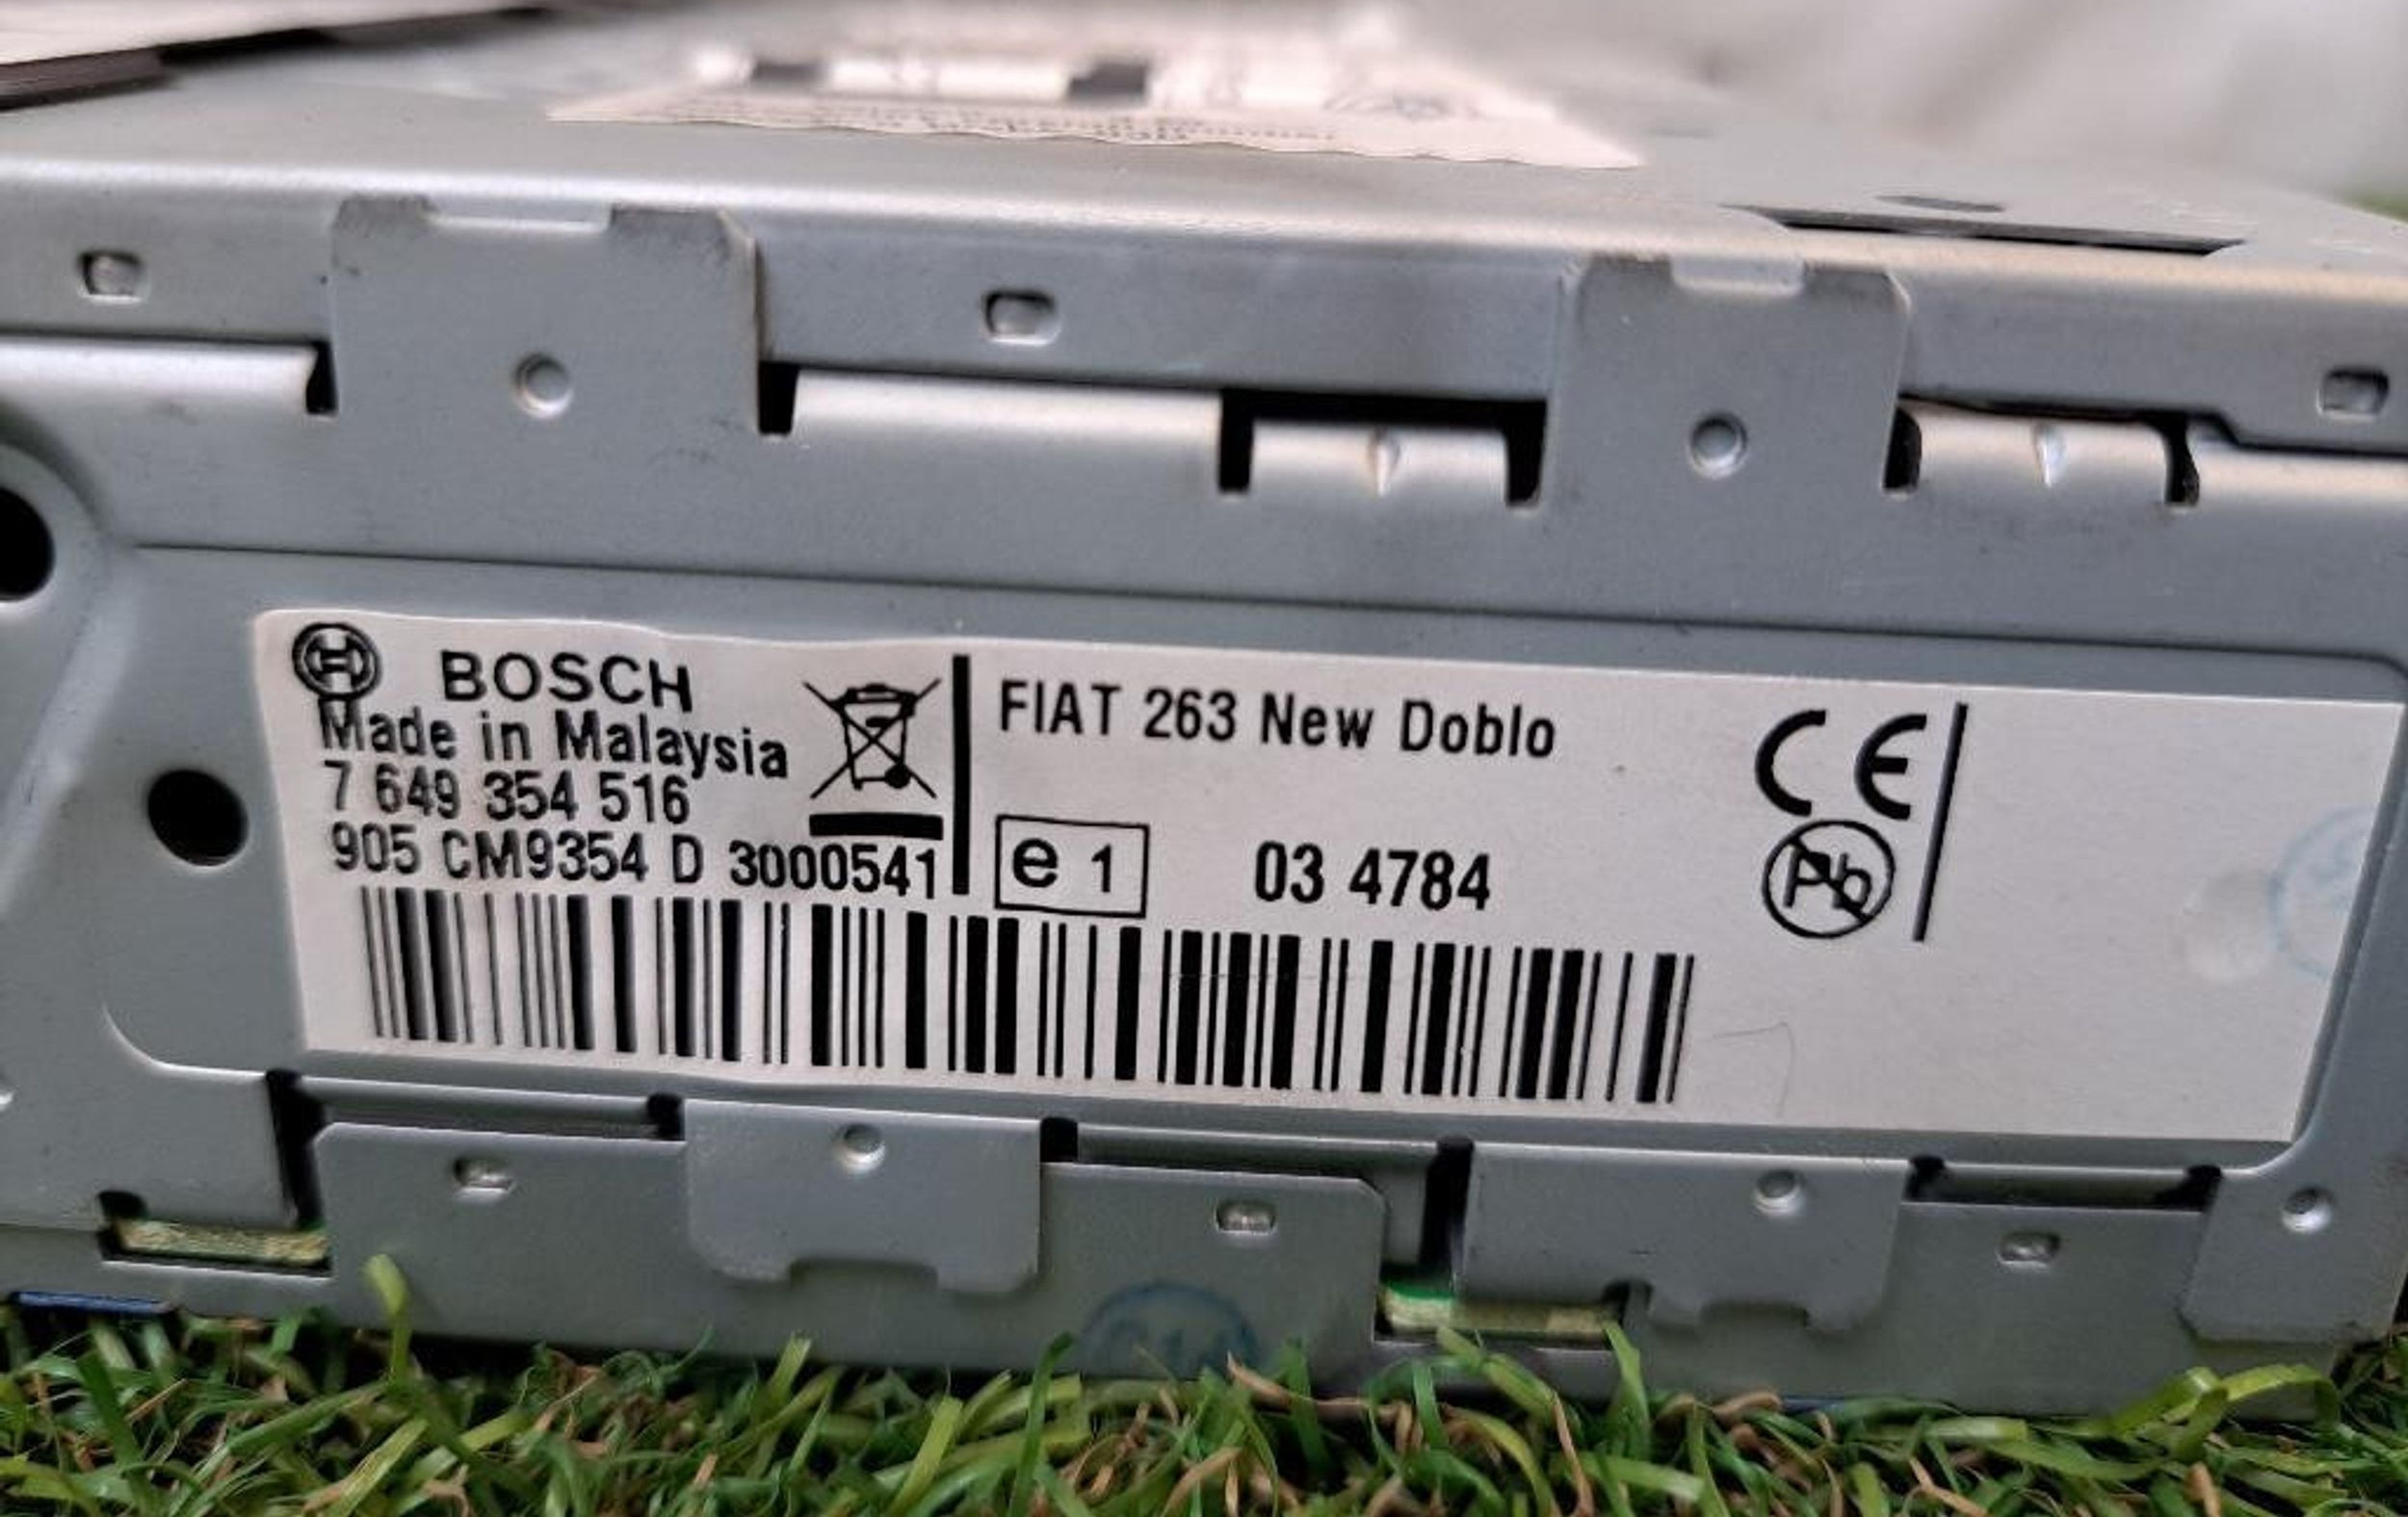 BOSCH
Made in Malaysia
7 649 354 516
905 CM9354 D 3000541
FIAT 263 New Doblo
CE
e 1
03 4784
Pb